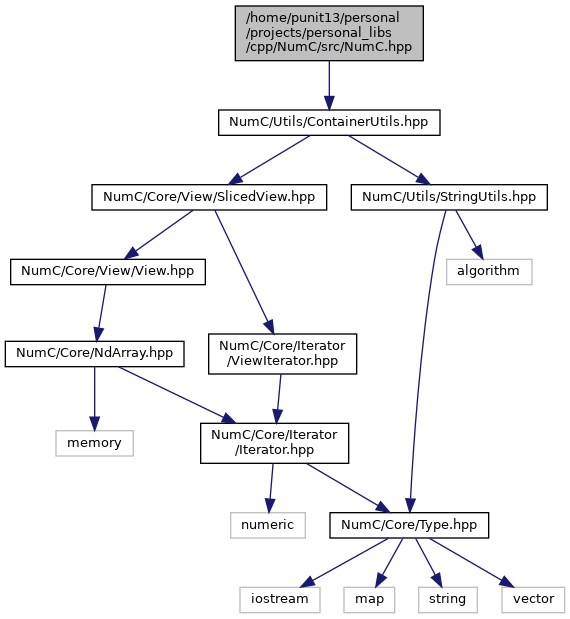 /home/punit13/personal
/projects/personal_libs
/cpp/NumC/src/NumC.hpp
NumC/Utils/ContainerUtils.hpp
NumC/Core/View/SlicedView.hpp
NumC/Utils/StringUtils.hpp
NumC/Core/View/View.hpp
algorithm
NumC/Core/NdArray.hpp
NumC/Core/Iterator
/ViewIterator.hpp
memory
NumC/Core/Iterator
/Iterator.hpp
numeric
NumC/Core/Type.hpp
iostream
map
string
vector